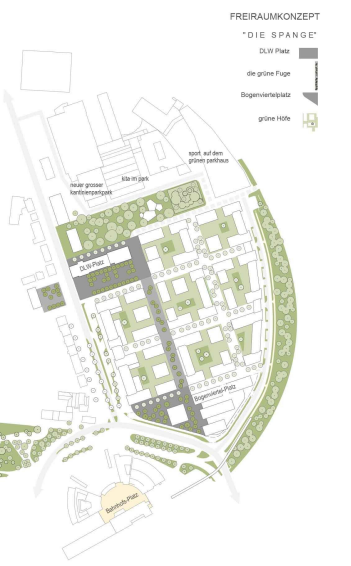 FREIRAUMKONZEPT
"DIE SPANGE"
DLW Platz
die grüne Fuge
Bogenviertelplatz
grüne Höfe
sport auf dem
grünen parkhaus
kita im park
neuer grosser
kantinenparkpark
DLW-Platz
Bogenviertel-Platz
Bahnhofs-Platz